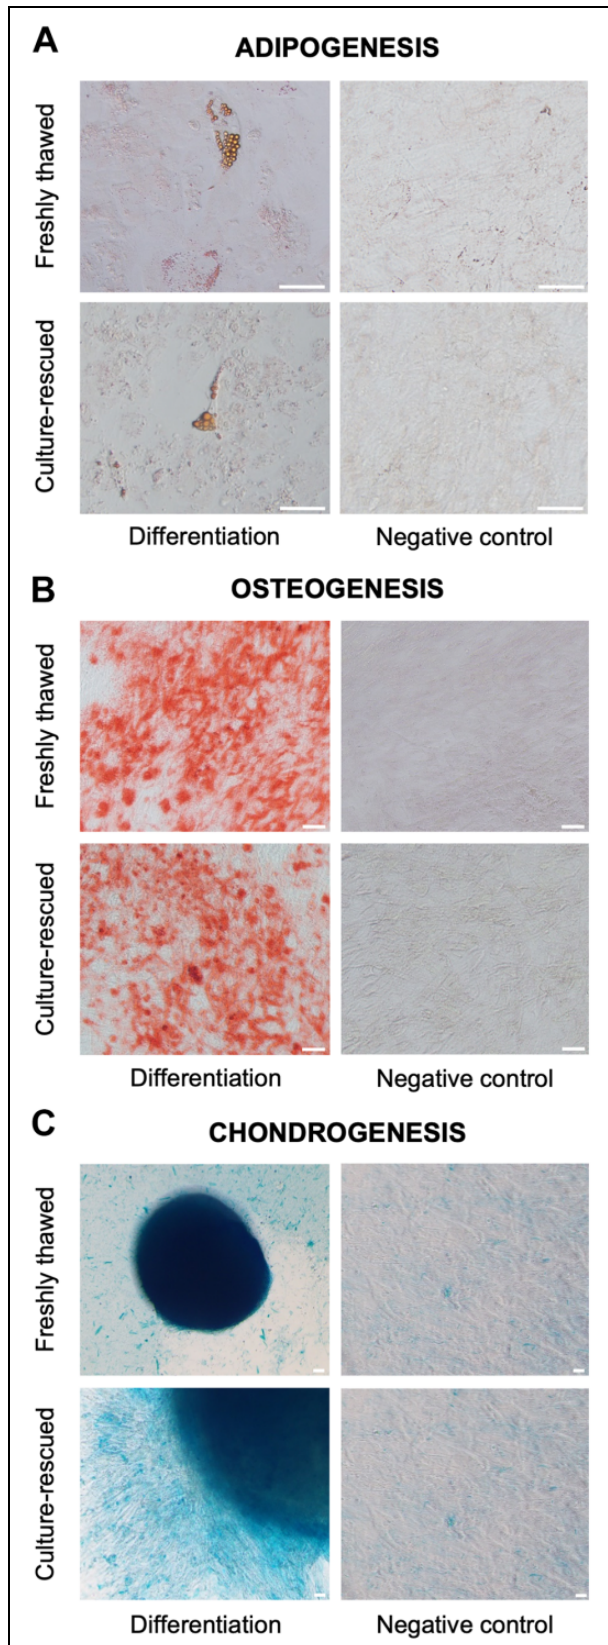 A
ADIPOGENESIS
Freshly thawed
Culture-rescued
Differentiation
Negative control
B
OSTEOGENESIS
Freshly thawed
Culture-rescued
Differentiation
Negative control
C
CHONDROGENESIS
Freshly thawed
Culture-rescued
Differentiation
Negative control